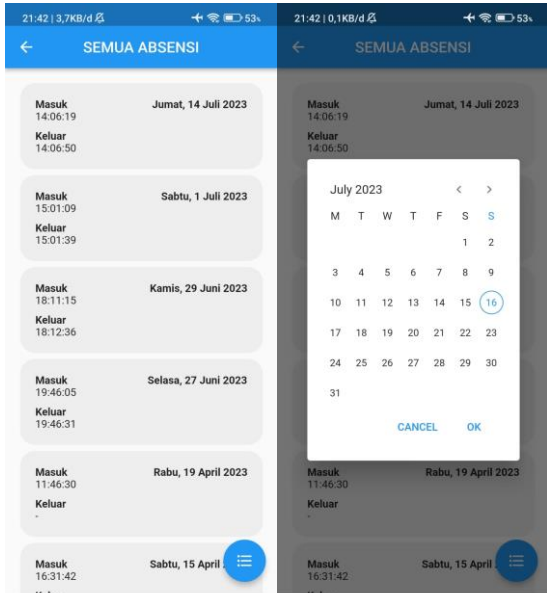 21:42 | 3,7KB/d
53%
SEMUA ABSENSI
Masuk
Jumat, 14 Juli 2023
14:06:19
Keluar
14:06:50
Masuk
Sabtu, 1 Juli 2023
15:01:09
Keluar
15:01:39
Masuk
Kamis, 29 Juni 2023
18:11:15
Keluar
18:12:36
Masuk
Selasa, 27 Juni 2023
19:46:05
Keluar
19:46:31
Masuk
Rabu, 19 April 2023
11:46:30
Keluar
-
Masuk
Sabtu, 15 April
16:31:42
21:42 | 0,1KB/d
53%
SEMUA ABSENSI
Masuk
Jumat, 14 Juli 2023
14:06:19
Keluar
14:06:50
July 2023
M T W T F S S
1 2
3 4 5 6 7 8 9
10 11 12 13 14 15 16
17 18 19 20 21 22 23
24 25 26 27 28 29 30
31
CANCEL OK
Masuk
Rabu, 19 April 2023
11:46:30
Keluar
-
Masuk
Sabtu, 15 April
16:31:42